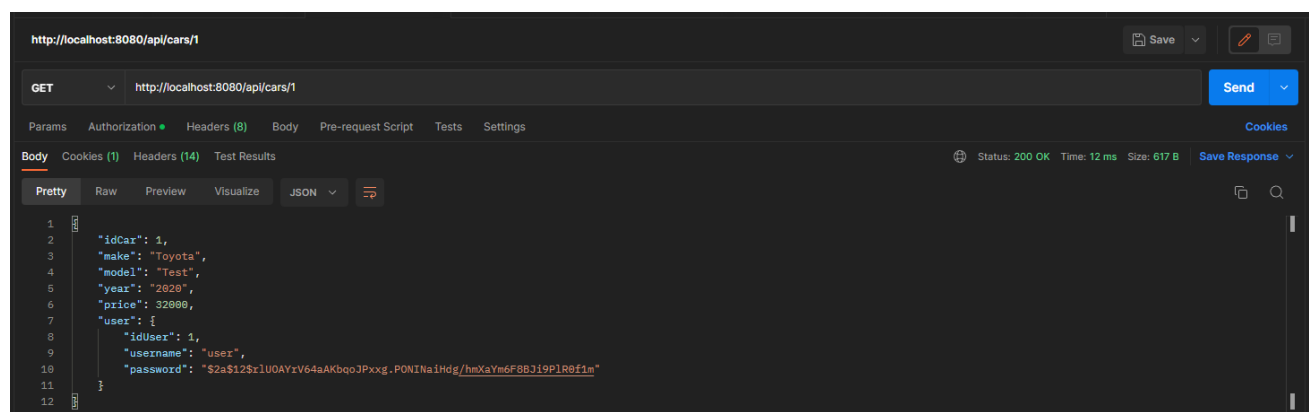 http://localhost:8080/api/cars/1
Save
GET http://localhost:8080/api/cars/1 Send
Params Authorization Headers (8) Body Pre-request Script Tests Settings Cookies
Body Cookies (1) Headers (14) Test Results Status: 200 OK Time: 12 ms Size: 617 B Save Response
Pretty Raw Preview Visualize JSON
1 {
2 "idCar": 1,
3 "make": "Toyota",
4 "model": "Test",
5 "year": "2020",
6 "price": 32000,
7 "user": {
8 "idUser": 1,
9 "username": "user",
10 "password": "$2a$12$rlUOAYrV64aAKbqoJPxxg.PONINaiHdg/hmXaYm6F8BJi9PlR0f1m"
11 }
12 }